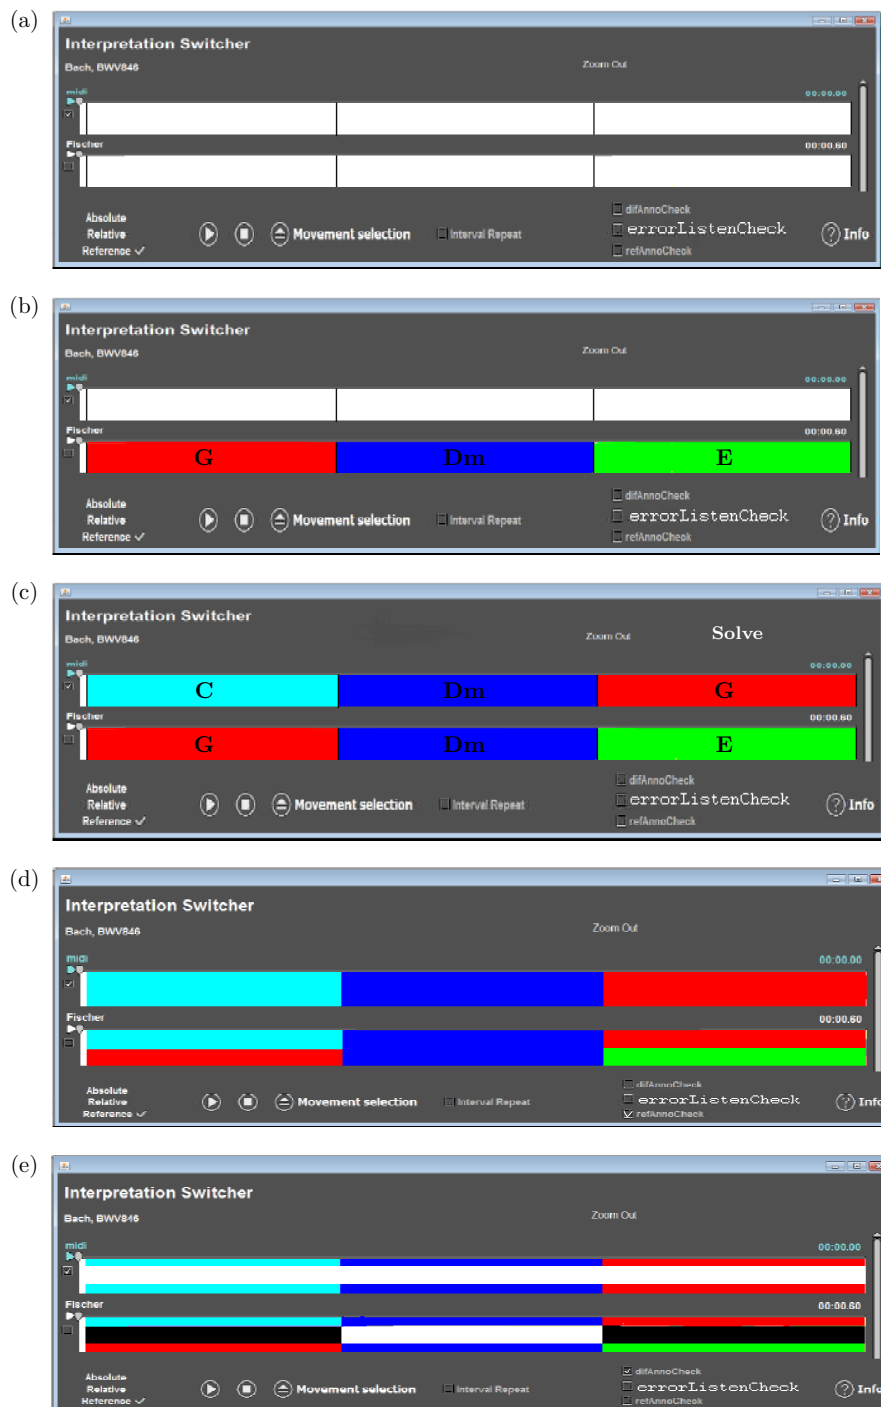 (a)
Interpretation Switcher
Bach, BWV846
Zoom Out
midi
00:00.00
Fischer
00:00.60
Absolute
Relative
Reference
Movement selection
Interval Repeat
difAnnoCheck
errorListenCheck
refAnnoCheck
Info
(b)
Interpretation Switcher
Bach, BWV846
Zoom Out
midi
00:00.00
Fischer
00:00.60
G Dm E
Absolute
Relative
Reference
Movement selection
Interval Repeat
difAnnoCheck
errorListenCheck
refAnnoCheck
Info
(c)
Interpretation Switcher
Bach, BWV846
Zoom Out
Solve
midi
00:00.00
C Dm G
Fischer
00:00.60
G Dm E
Absolute
Relative
Reference
Movement selection
Interval Repeat
difAnnoCheck
errorListenCheck
refAnnoCheck
Info
(d)
Interpretation Switcher
Bach, BWV846
Zoom Out
midi
00:00.00
Fischer
00:00.60
Absolute
Relative
Reference
Movement selection
Interval Repeat
difAnnoCheck
errorListenCheck
refAnnoCheck
Info
(e)
Interpretation Switcher
Bach, BWV846
Zoom Out
midi
00:00.00
Fischer
00:00.60
Absolute
Relative
Reference
Movement selection
Interval Repeat
difAnnoCheck
errorListenCheck
refAnnoCheck
Info